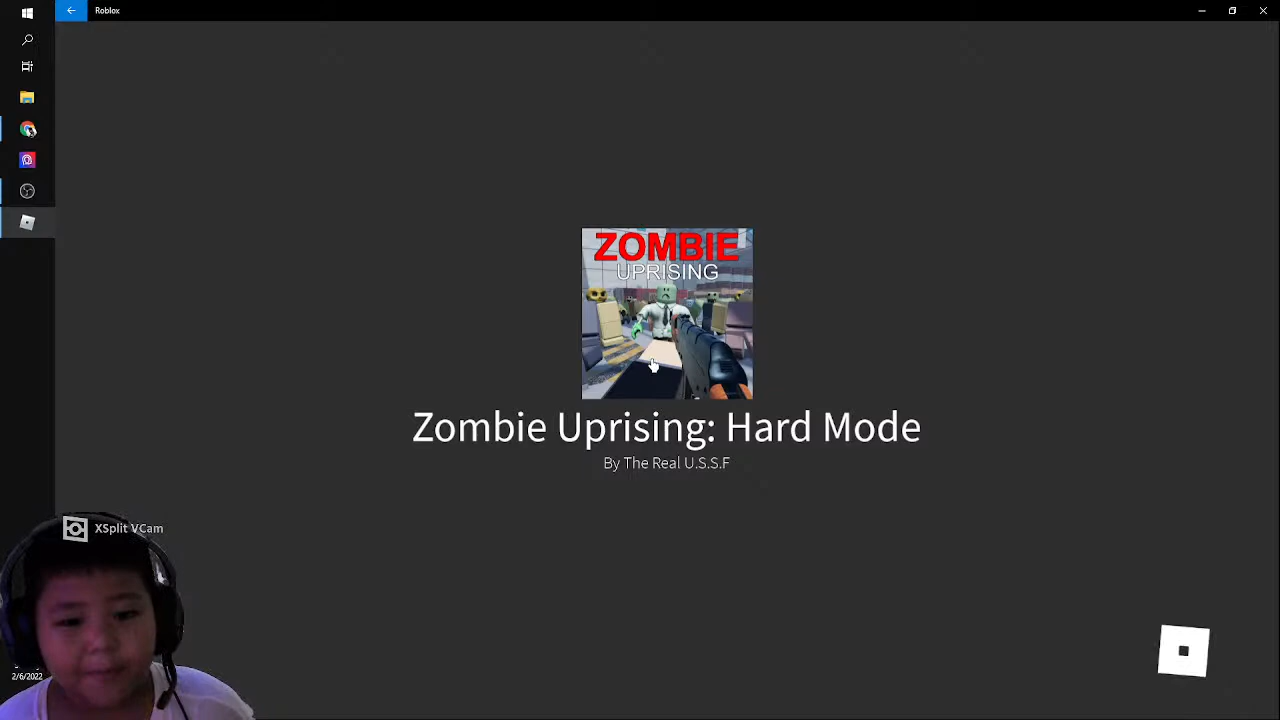 Roblox
ZOMBIE
UPRISING
Zombie Uprising: Hard Mode
By The Real U.S.S.F
XSplit VCam
2/6/2022